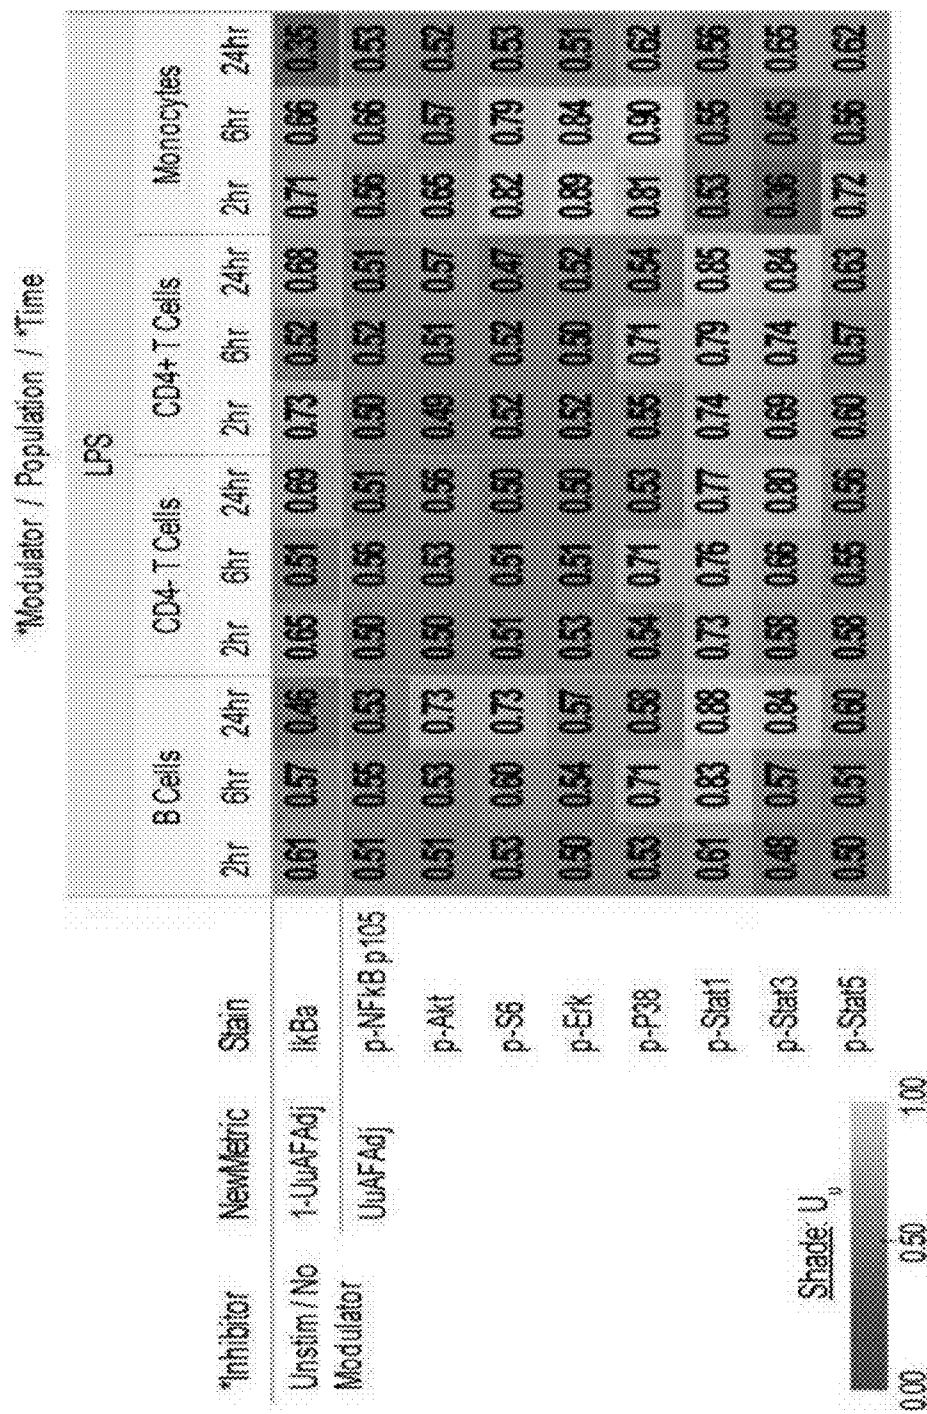 *Modulator / Population / *Time
LPS
B Cells CD4- T Cells CD4+ T Cells Monocytes
*Inhibitor NewMetric Stain 2hr 6hr 24hr 2hr 6hr 24hr 2hr 6hr 24hr 2hr 6hr 24hr
Unstim / No Modulator 1-UuAFAdj IkBa 0.61 0.57 0.46 0.65 0.51 0.69 0.73 0.52 0.68 0.71 0.66 0.35
UuAFAdj p-NFkB p105 0.51 0.55 0.53 0.50 0.56 0.51 0.50 0.52 0.51 0.56 0.66 0.53
p-Akt 0.51 0.53 0.73 0.50 0.53 0.55 0.49 0.51 0.57 0.65 0.57 0.52
p-S6 0.53 0.60 0.73 0.51 0.51 0.50 0.52 0.52 0.47 0.82 0.79 0.53
p-Erk 0.50 0.54 0.57 0.53 0.51 0.50 0.52 0.50 0.52 0.89 0.84 0.51
p-P38 0.53 0.71 0.58 0.54 0.71 0.53 0.55 0.71 0.54 0.81 0.90 0.62
p-Stat1 0.61 0.83 0.88 0.73 0.76 0.77 0.74 0.79 0.85 0.53 0.55 0.56
p-Stat3 0.48 0.57 0.84 0.58 0.66 0.80 0.69 0.74 0.84 0.36 0.45 0.65
p-Stat5 0.50 0.51 0.60 0.58 0.55 0.56 0.60 0.57 0.63 0.72 0.56 0.62
Shade: U
0.00 0.50 1.00